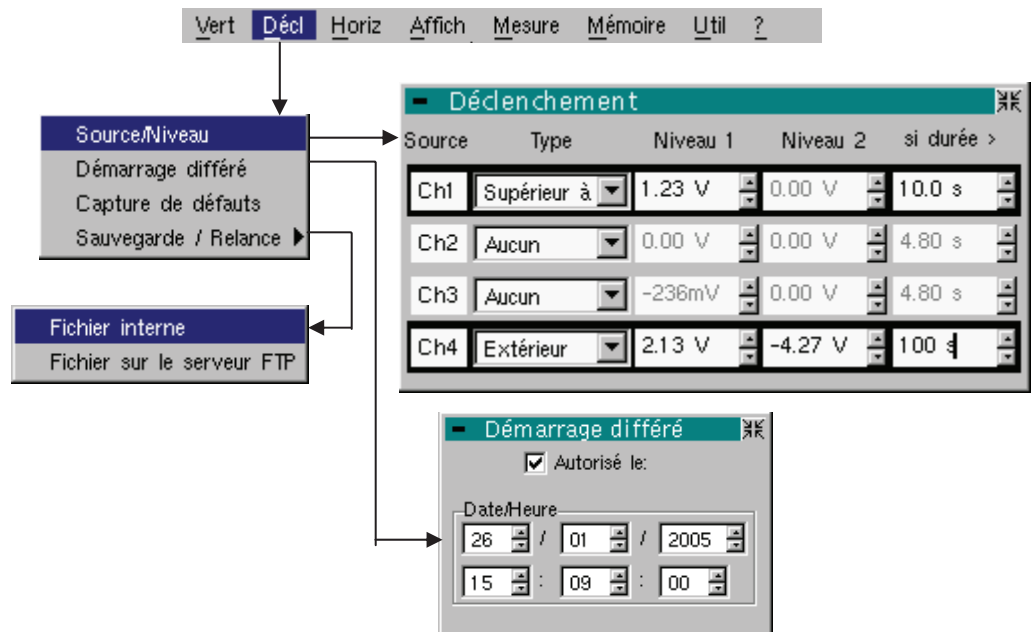 Vert Décl Horiz Affich Mesure Mémoire Util ?
Source/Niveau
Démarrage différé
Capture de défauts
Sauvegarde / Relance
Fichier interne
Fichier sur le serveur FTP
Déclenchement
Source Type Niveau 1 Niveau 2 si durée >
Ch1 Supérieur à 1.23 V 0.00 V 10.0 s
Ch2 Aucun 0.00 V 0.00 V 4.80 s
Ch3 Aucun -236mV 0.00 V 4.80 s
Ch4 Extérieur 2.13 V -4.27 V 100 s
Démarrage différé
Autorisé le:
Date/Heure
26 / 01 / 2005
15 : 09 : 00